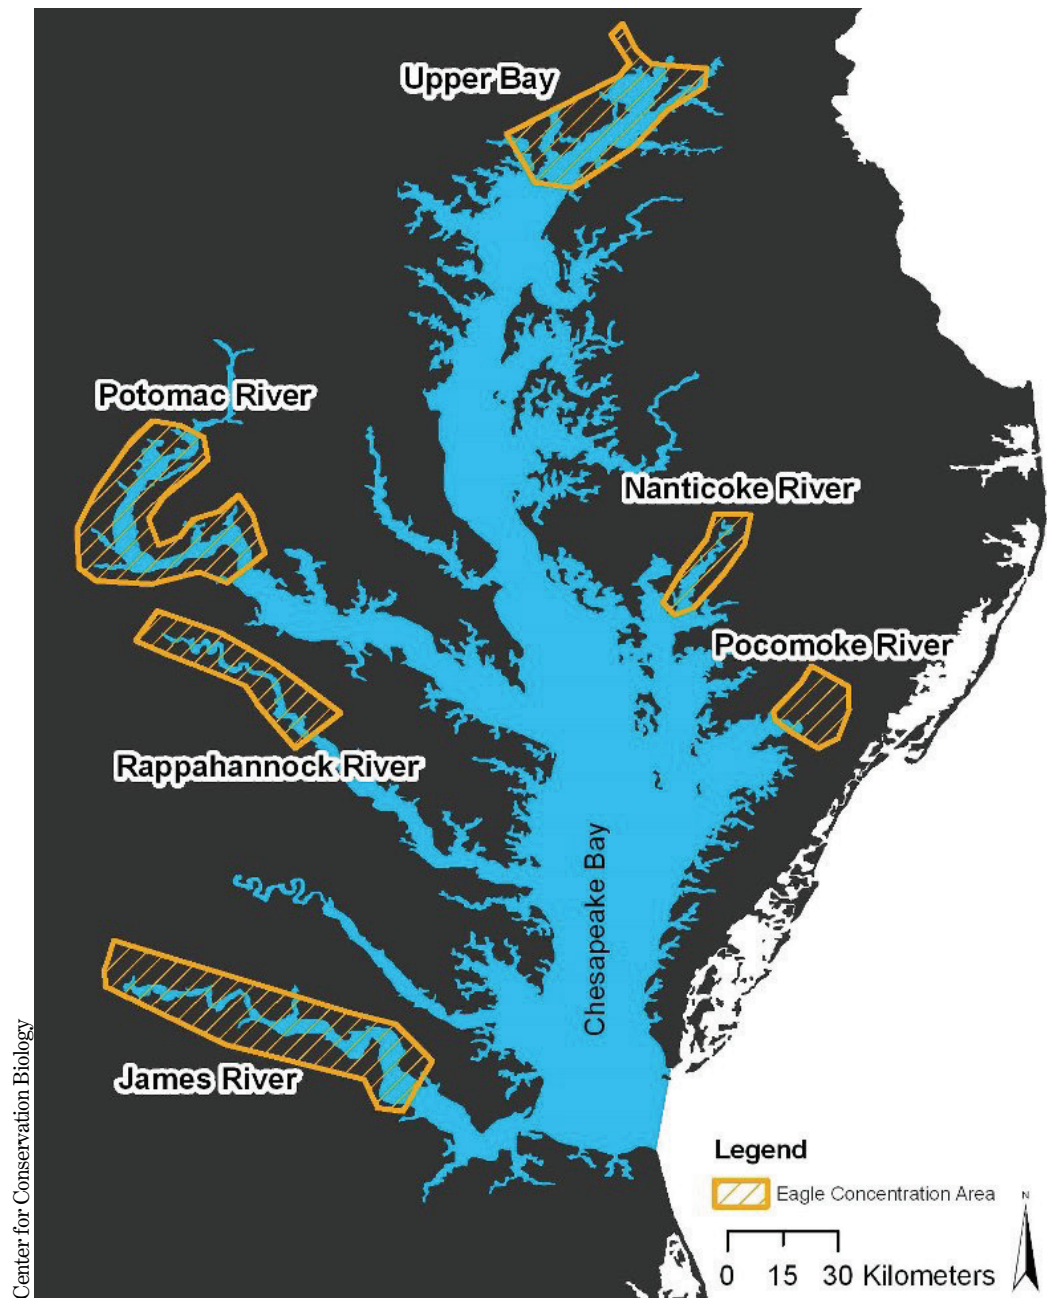 Upper Bay
Potomac River
Nanticoke River
Pocomoke River
Rappahannock River
Chesapeake Bay
James River
Legend
Eagle Concentration Area
N
0 15 30 Kilometers
Center for Conservation Biology